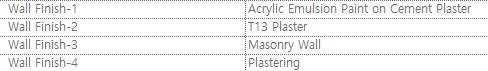 Wall Finish-1 Acrylic Emulsion Paint on Cement Plaster
Wall Finish-2 T13 Plaster
Wall Finish-3 Masonry Wall
Wall Finish-4 Plastering